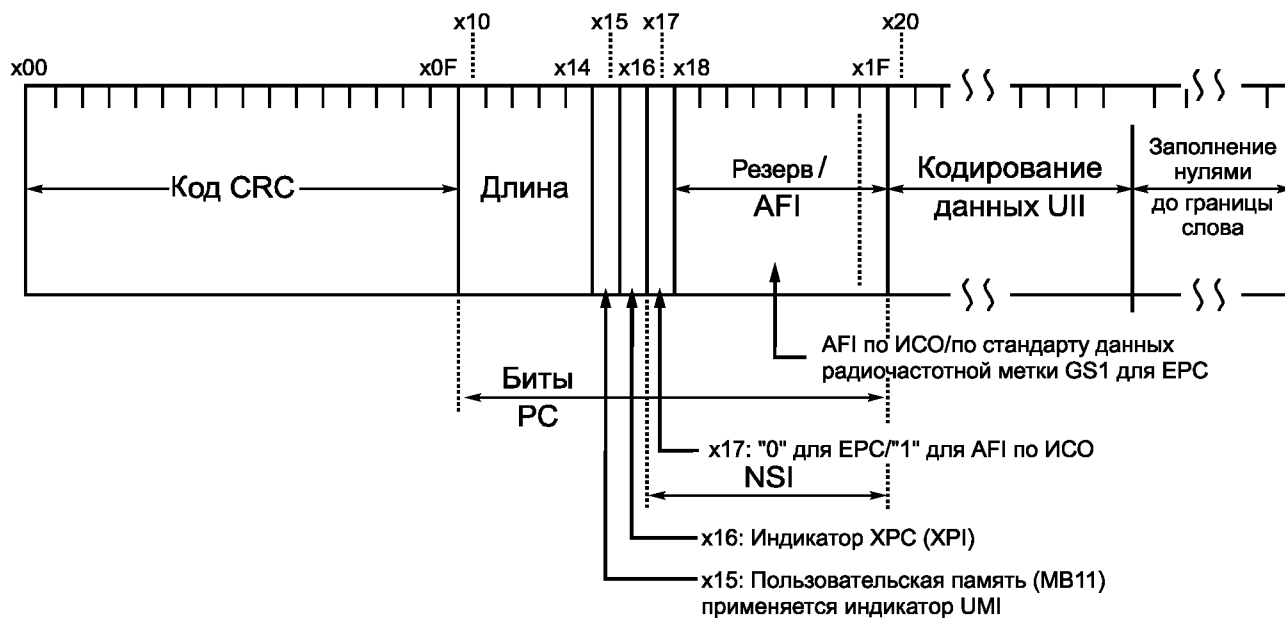 x10
x15
x17
x20
x00
x0F
x14
x16
x18
x1F
Код CRC
Длина
Резерв /
AFI
Кодирование
данных UII
Заполнение
нулями
до границы
слова
AFI по ИСО/по стандарту данных
радиочастотной метки GS1 для EPC
Биты
PC
x17: "0" для EPC/"1" для AFI по ИСО
NSI
x16: Индикатор XPC (XPI)
x15: Пользовательская память (MB11)
применяется индикатор UMI